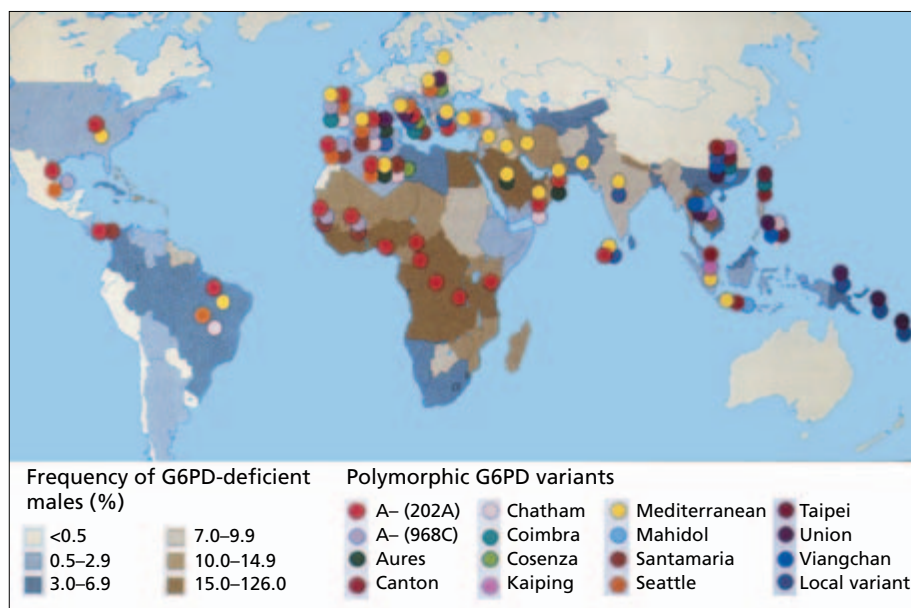 Frequency of G6PD-deficient
males (%)
<0.5
0.5–2.9
3.0–6.9
7.0–9.9
10.0–14.9
15.0–126.0
Polymorphic G6PD variants
A– (202A)
A– (968C)
Aures
Canton
Chatham
Coimbra
Cosenza
Kaiping
Mediterranean
Mahidol
Santamaria
Seattle
Taipei
Union
Viangchan
Local variant